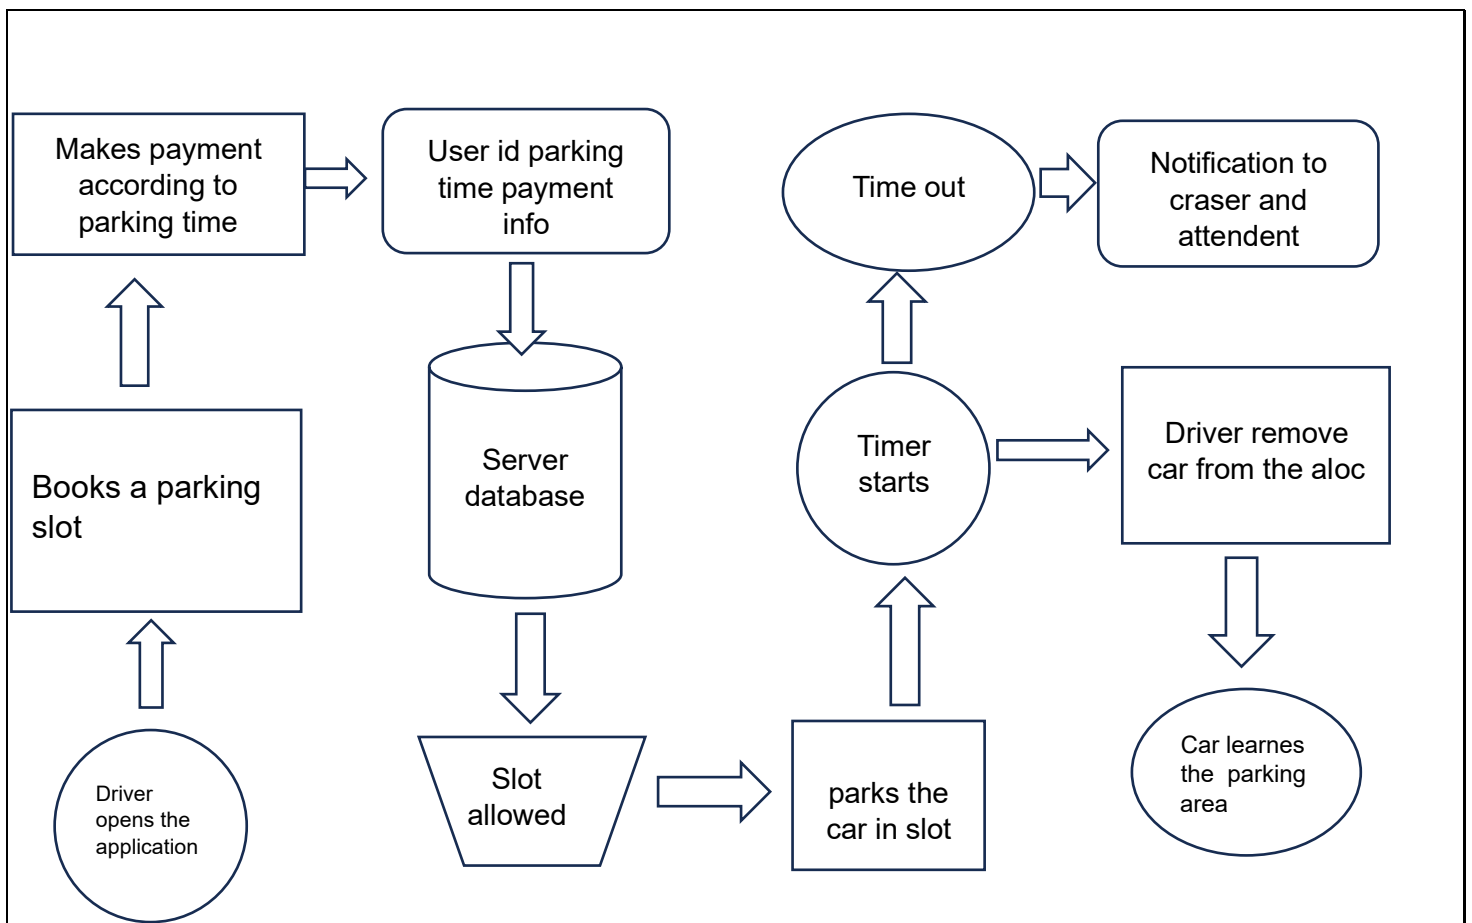 Makes payment
according to
parking time
User id parking
time payment
info
Time out
Notification to
craser and
attendent
Books a parking
slot
Server
database
Timer
starts
Driver remove
car from the aloc
Driver
opens the
application
Slot
allowed
parks the
car in slot
Car learnes
the parking
area